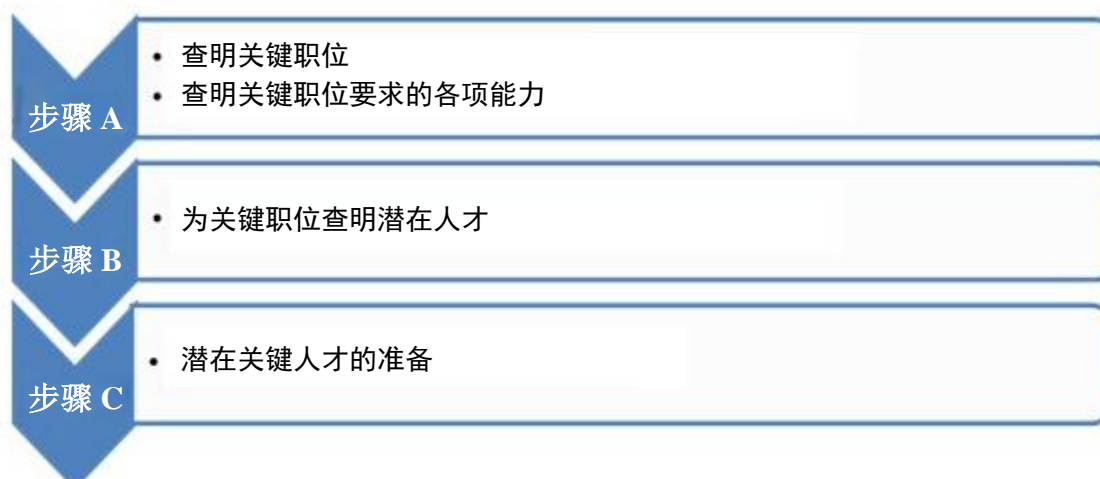 步骤 A
• 查明关键职位
• 查明关键职位要求的各项能力
步骤 B
• 为关键职位查明潜在人才
步骤 C
• 潜在关键人才的准备